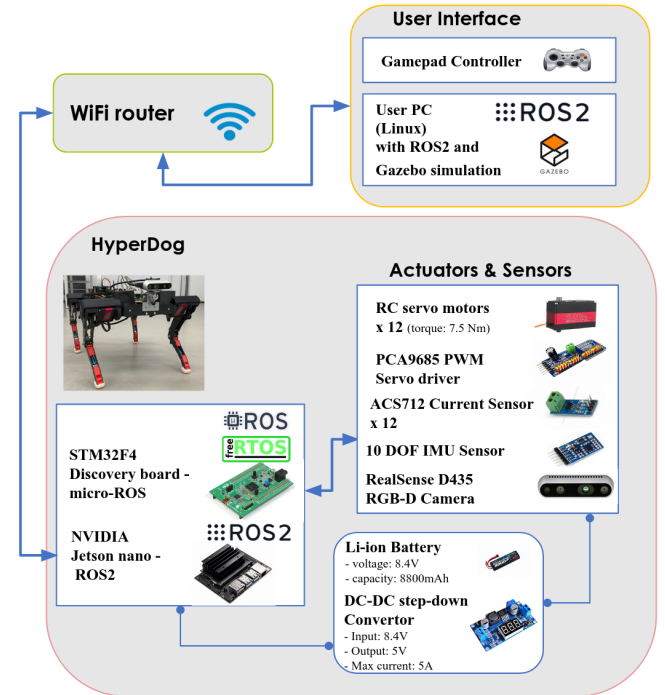 User Interface
Gamepad Controller
User PC
(Linux)
with ROS2 and
Gazebo simulation
ROS2
GAZEBO
WiFi router
HyperDog
Actuators & Sensors
RC servo motors
x 12 (torque: 7.5 Nm)
PCA9685 PWM
Servo driver
ACS712 Current Sensor
x 12
10 DOF IMU Sensor
RealSense D435
RGB-D Camera
ROS
free RTOS
STM32F4
Discovery board -
micro-ROS
ROS2
NVIDIA
Jetson nano -
ROS2
Li-ion Battery
- voltage: 8.4V
- capacity: 8800mAh
DC-DC step-down
Convertor
- Input: 8.4V
- Output: 5V
- Max current: 5A